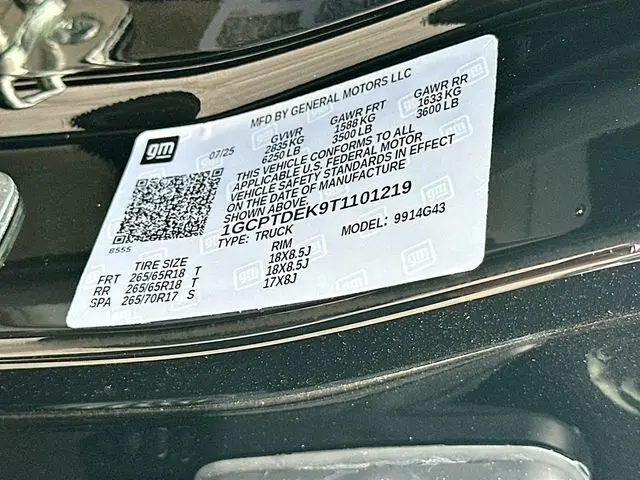 MFD BY GENERAL MOTORS LLC
gm
07/25
GVWR GAWR FRT GAWR RR
2835 KG 1588 KG 1633 KG
6250 LB 3500 LB 3600 LB
THIS VEHICLE CONFORMS TO ALL
APPLICABLE U.S. FEDERAL MOTOR
VEHICLE SAFETY STANDARDS IN EFFECT
ON THE DATE OF MANUFACTURE
SHOWN ABOVE.
1GCPTDEK9T1101219
8555
TYPE: TRUCK MODEL: 9914G43
TIRE SIZE RIM
FRT 265/65R18 T 18X8.5J
RR 265/65R18 T 18X8.5J
SPA 265/70R17 S 17X8J